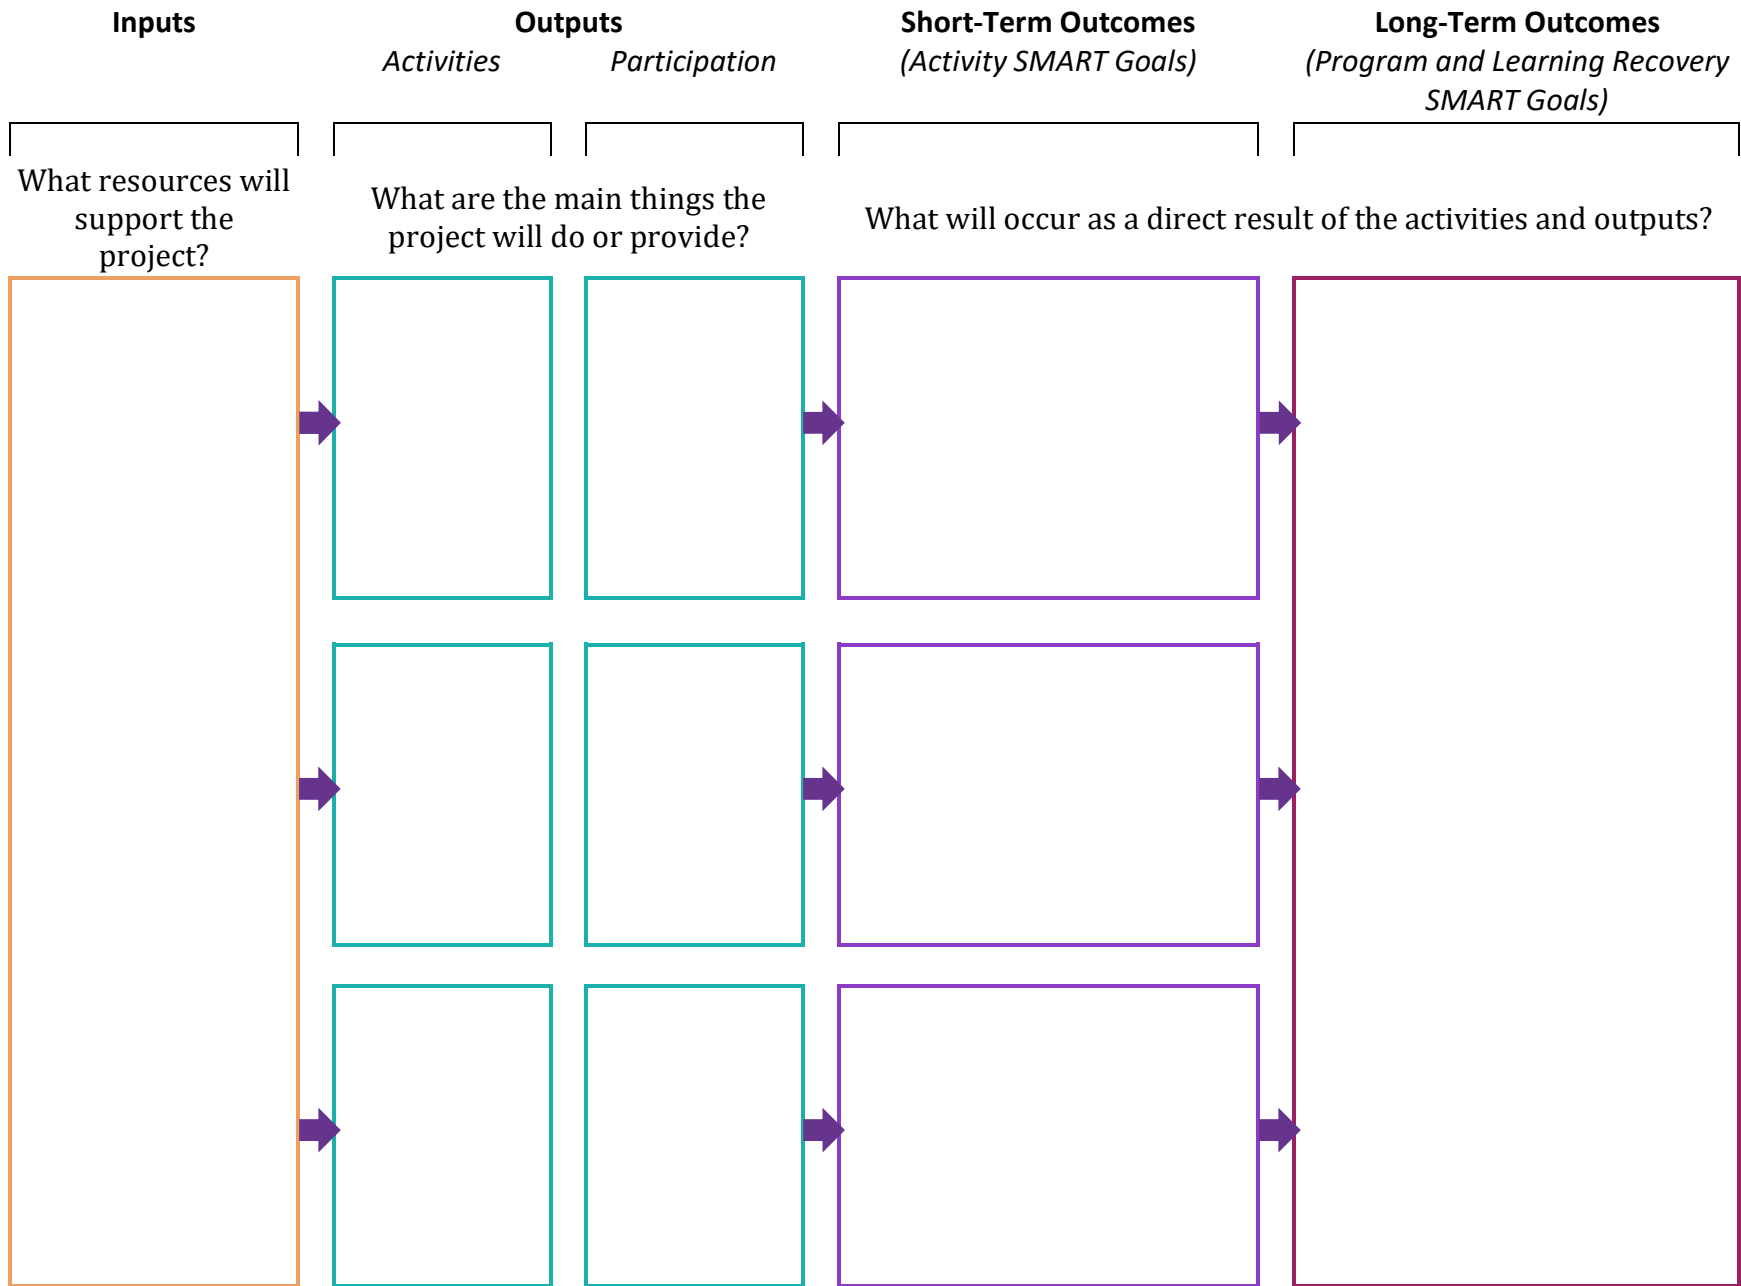 Inputs
Outputs
Activities
Participation
Short-Term Outcomes
(Activity SMART Goals)
Long-Term Outcomes
(Program and Learning Recovery
SMART Goals)
What resources will
support the
project?
What are the main things the
project will do or provide?
What will occur as a direct result of the activities and outputs?